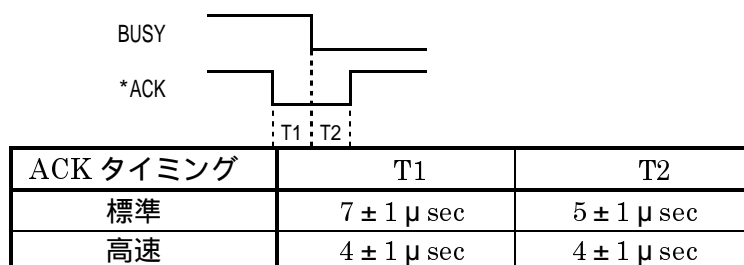 BUSY
*ACK
T1 T2
ACK タイミング T1 T2
標準 7 ± 1 μ sec 5 ± 1 μ sec
高速 4 ± 1 μ sec 4 ± 1 μ sec